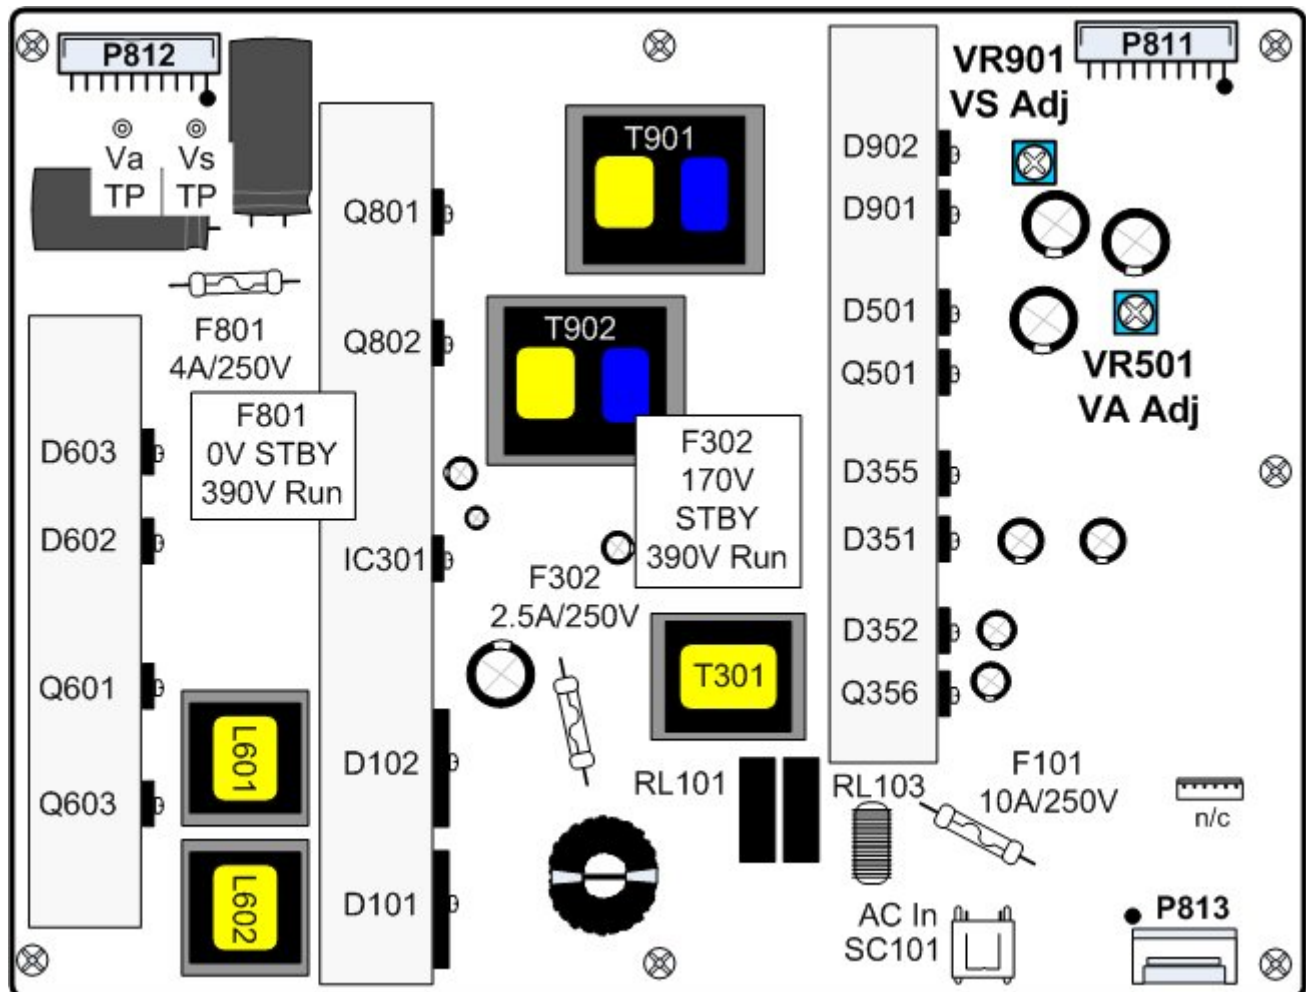 P812
P811
VR901
VS Adj
Va
TP
Vs
TP
T901
D902
Q801
D901
F801
4A/250V
Q802
T902
D501
Q501
VR501
VA Adj
F801
0V STBY
390V Run
F302
170V
STBY
390V Run
D603
D355
D602
IC301
D351
F302
2.5A/250V
D352
T301
Q601
Q356
L601
D102
RL101
RL103
F101
10A/250V
Q603
n/c
L602
D101
AC In
SC101
P813